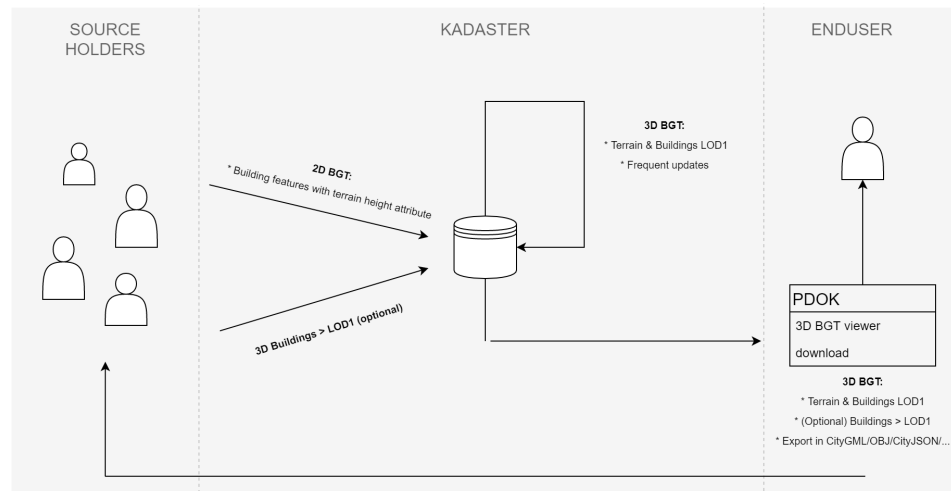 SOURCE
HOLDERS
KADASTER
ENDUSER
3D BGT:
* Terrain & Buildings LOD1
* Frequent updates
2D BGT:
* Building features with terrain height attribute
3D Buildings > LOD1 (optional)
PDOK
3D BGT viewer
download
3D BGT:
* Terrain & Buildings LOD1
* (Optional) Buildings > LOD1
* Export in CityGML/OBJ/CityJSON/...